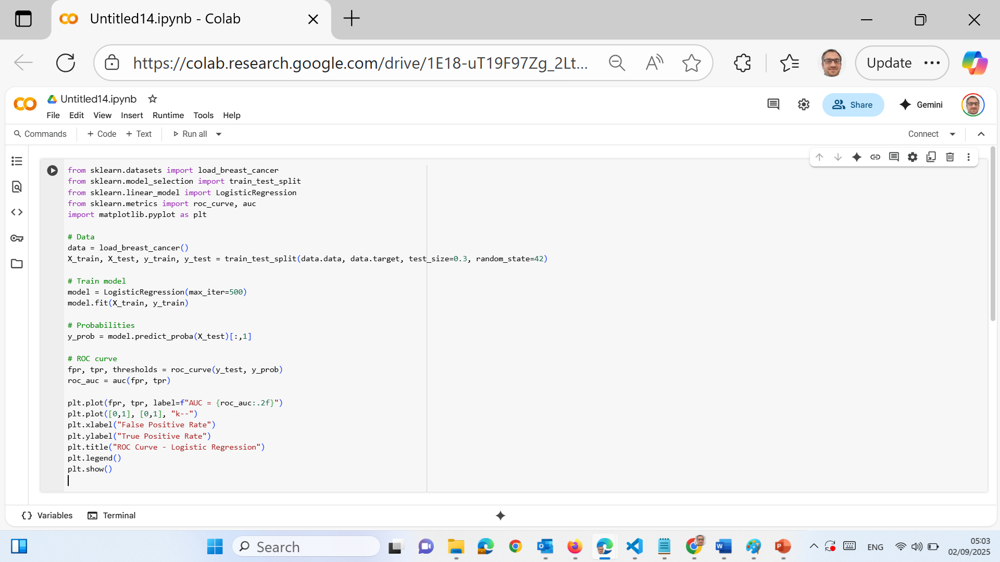 Untitled14.ipynb - Colab
https://colab.research.google.com/drive/1E18-uT19F97Zg_2Lt...
Update
Untitled14.ipynb
File Edit View Insert Runtime Tools Help
Share
Gemini
Commands + Code + Text Run all
Connect
from sklearn.datasets import load_breast_cancer
from sklearn.model_selection import train_test_split
from sklearn.linear_model import LogisticRegression
from sklearn.metrics import roc_curve, auc
import matplotlib.pyplot as plt
# Data
data = load_breast_cancer()
X_train, X_test, y_train, y_test = train_test_split(data.data, data.target, test_size=0.3, random_state=42)
# Train model
model = LogisticRegression(max_iter=500)
model.fit(X_train, y_train)
# Probabilities
y_prob = model.predict_proba(X_test)[:,1]
# ROC curve
fpr, tpr, thresholds = roc_curve(y_test, y_prob)
roc_auc = auc(fpr, tpr)
plt.plot(fpr, tpr, label=f"AUC = {roc_auc:.2f}")
plt.plot([0,1], [0,1], "k--")
plt.xlabel("False Positive Rate")
plt.ylabel("True Positive Rate")
plt.title("ROC Curve - Logistic Regression")
plt.legend()
plt.show()
Variables Terminal
Search
ENG
05:03
02/09/2025